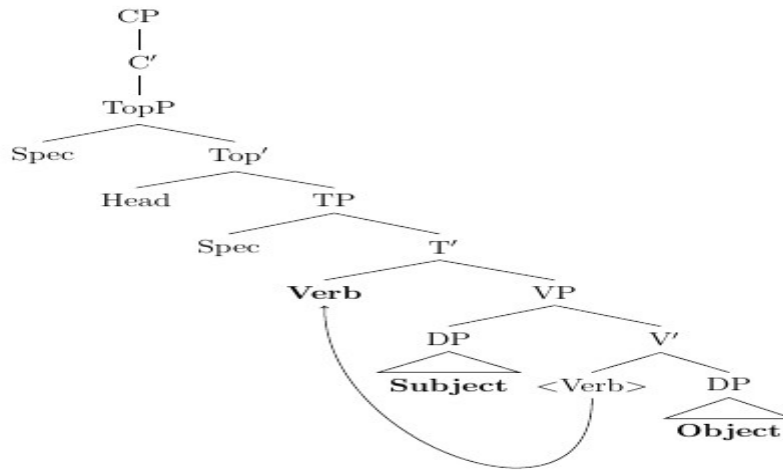 CP
C′
TopP
Spec Top′
Head TP
Spec T′
Verb VP
DP V′
Subject <Verb> DP
Object